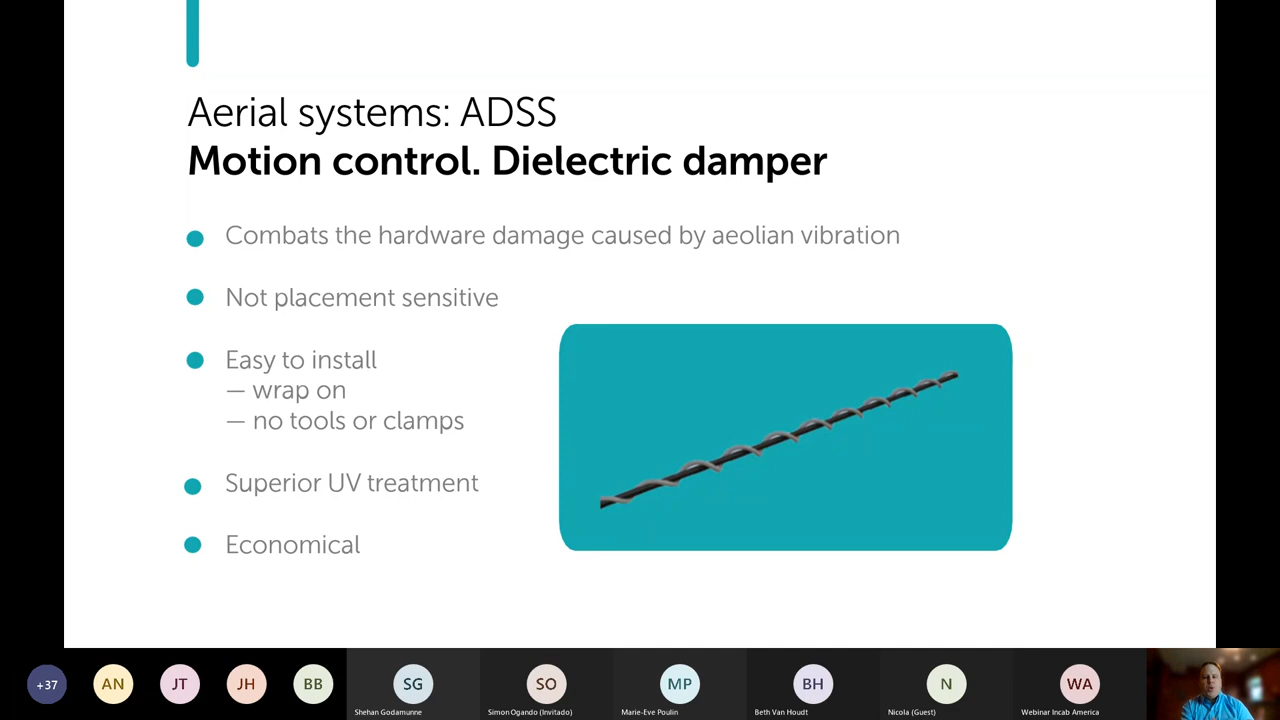 Aerial systems: ADSS
Motion control. Dielectric damper
Combats the hardware damage caused by aeolian vibration
Not placement sensitive
Easy to install
— wrap on
— no tools or clamps
Superior UV treatment
Economical
+37
AN
JT
JH
BB
SG
SO
MP
BH
N
WA
Shehan Godamunne
Simon Ogando (Invitado)
Marie-Eve Poulin
Beth Van Houdt
Nicola (Guest)
Webinar Incab America